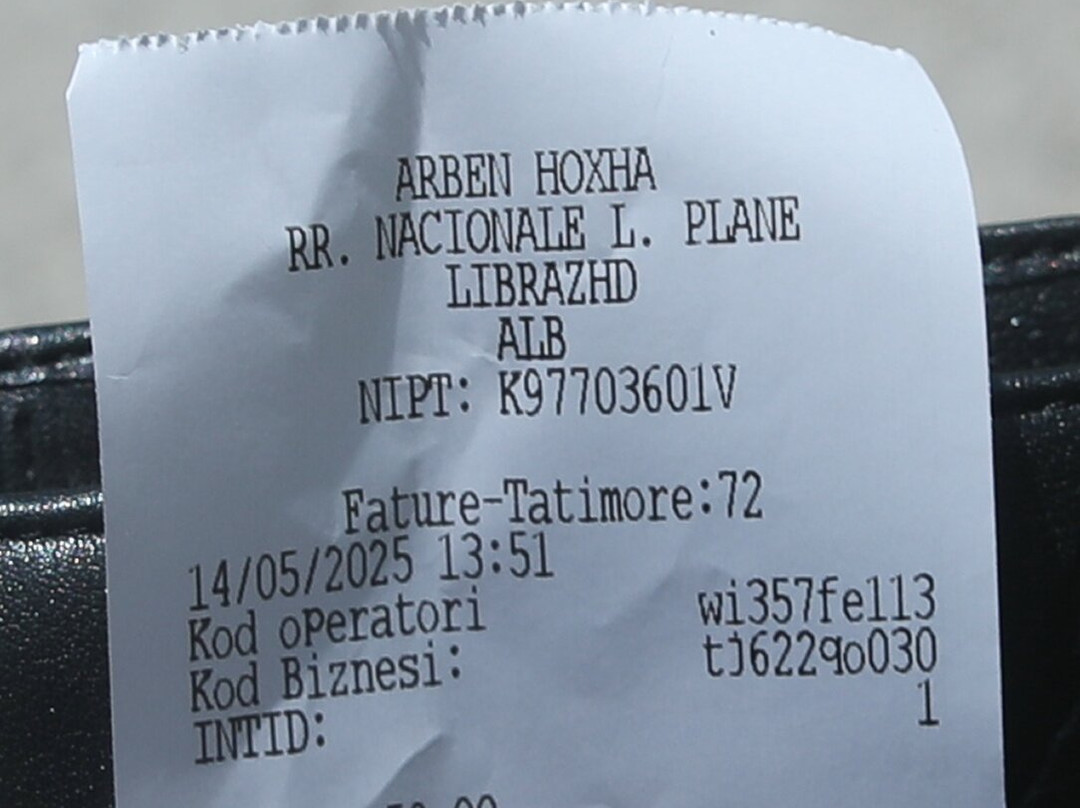 ARBEN HOXHA
RR. NACIONALE L. PLANE
LIBRAZHD
ALB
NIPT: K97703601V
Fature-Tatimore:72
14/05/2025 13:51
Kod operatori wi357fe113
Kod Biznesi: tj622qo030
INTID: 1